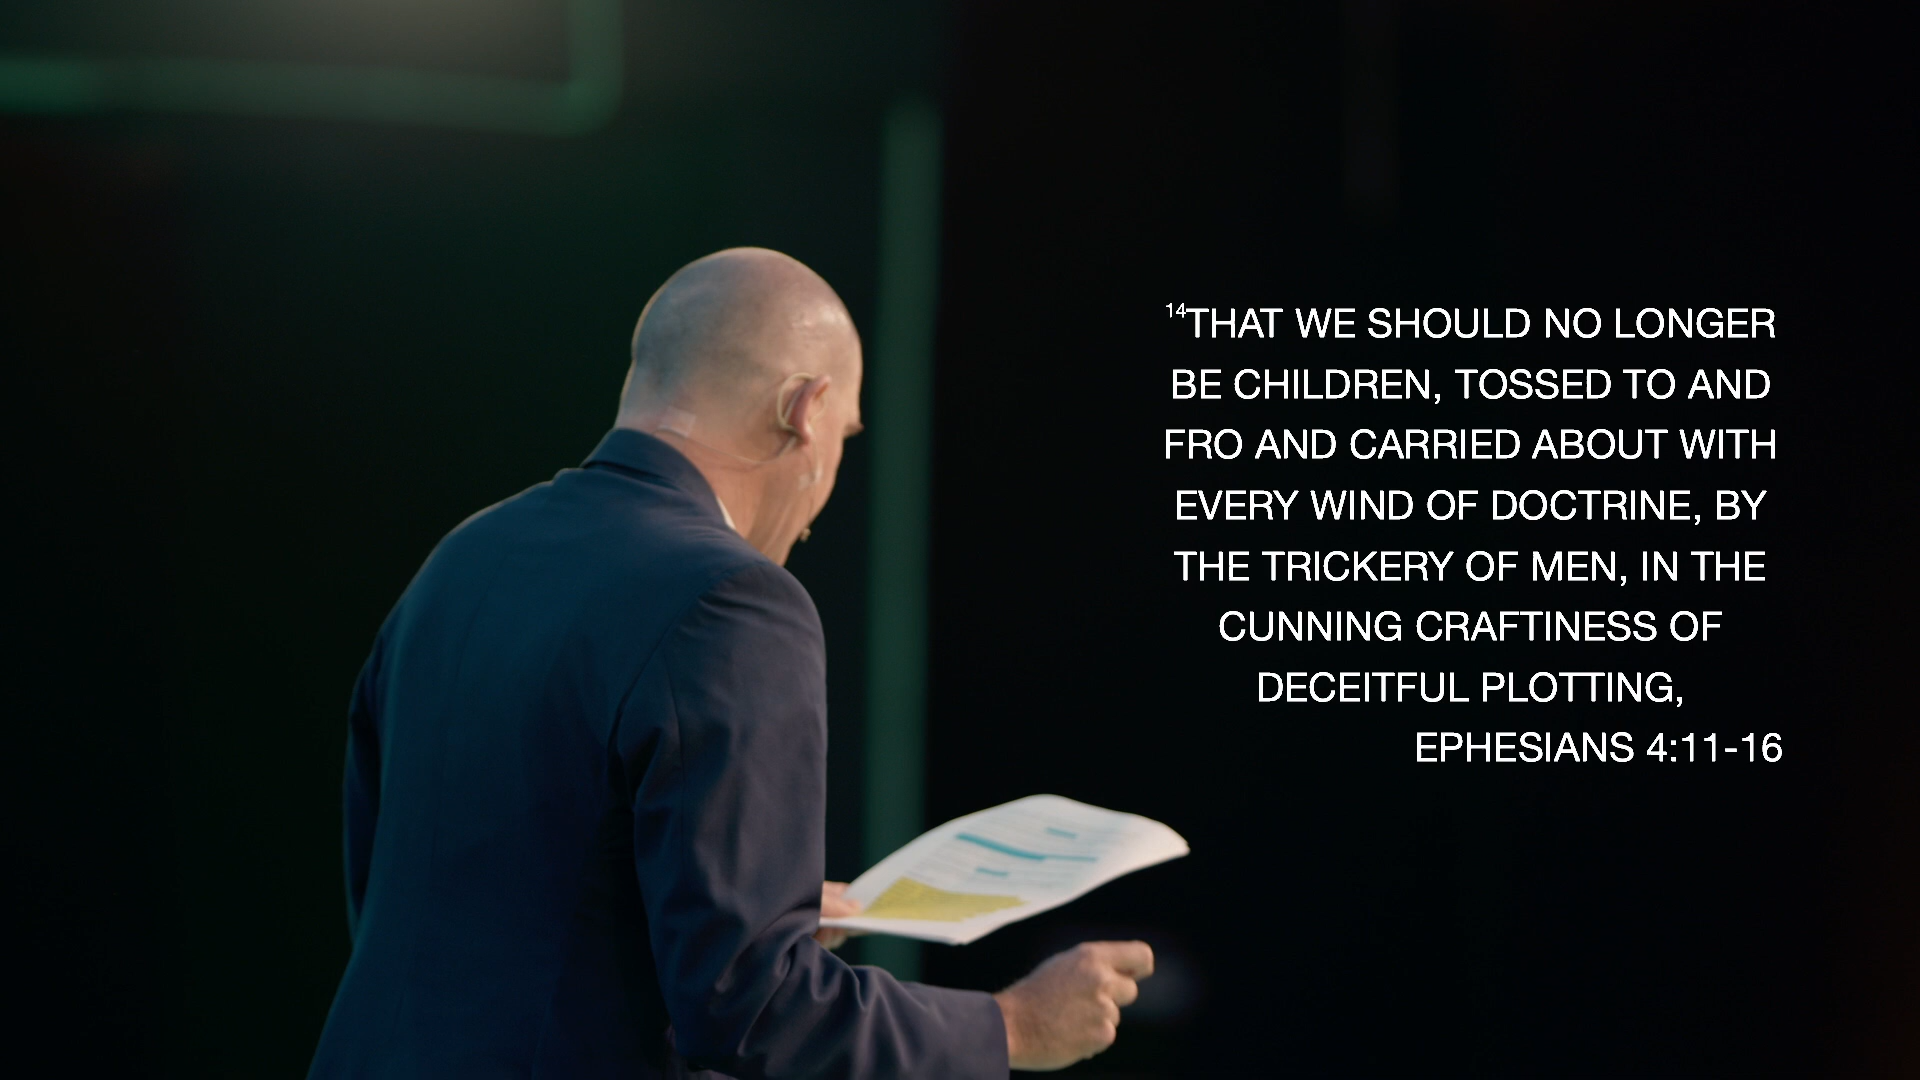 14THAT WE SHOULD NO LONGER
BE CHILDREN, TOSSED TO AND
FRO AND CARRIED ABOUT WITH
EVERY WIND OF DOCTRINE, BY
THE TRICKERY OF MEN, IN THE
CUNNING CRAFTINESS OF
DECEITFUL PLOTTING,
EPHESIANS 4:11-16